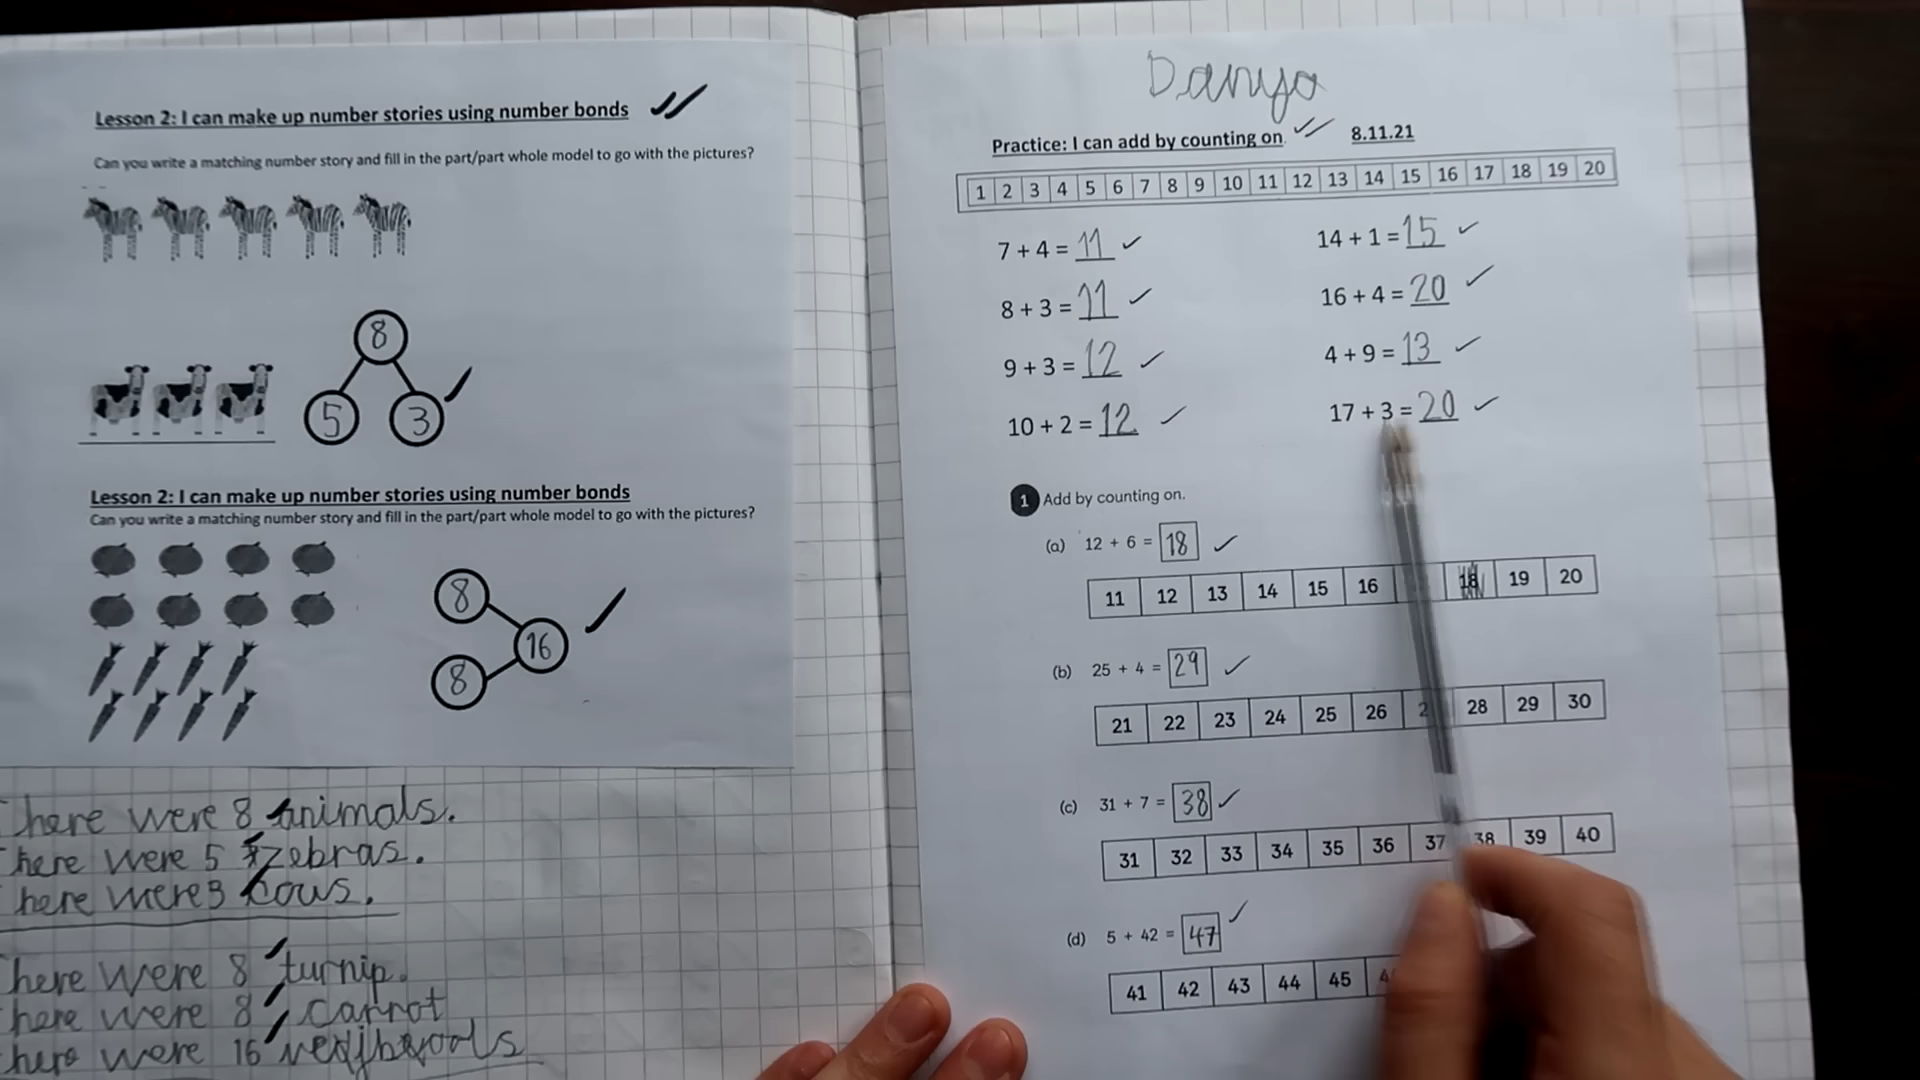 Lesson 2: I can make up number stories using number bonds
Can you write a matching number story and fill in the part/part whole model to go with the pictures?
8
5 3
Lesson 2: I can make up number stories using number bonds
Can you write a matching number story and fill in the part/part whole model to go with the pictures?
8
16
8
here were 8 animals.
here were 5 zebras.
here were 3 cows.
here were 8 turnip.
here were 8 carrot
here were 16
Danya
Practice: I can add by counting on 8.11.21
1 2 3 4 5 6 7 8 9 10 11 12 13 14 15 16 17 18 19 20
7 + 4 = 11
8 + 3 = 11
9 + 3 = 12
10 + 2 = 12
14 + 1 = 15
16 + 4 = 20
4 + 9 = 13
17 + 3 = 20
1 Add by counting on.
(a) 12 + 6 = 18
11 12 13 14 15 16 18 19 20
(b) 25 + 4 = 29
21 22 23 24 25 26 2 28 29 30
(c) 31 + 7 = 38
31 32 33 34 35 36 37 38 39 40
(d) 5 + 42 = 47
41 42 43 44 45 4